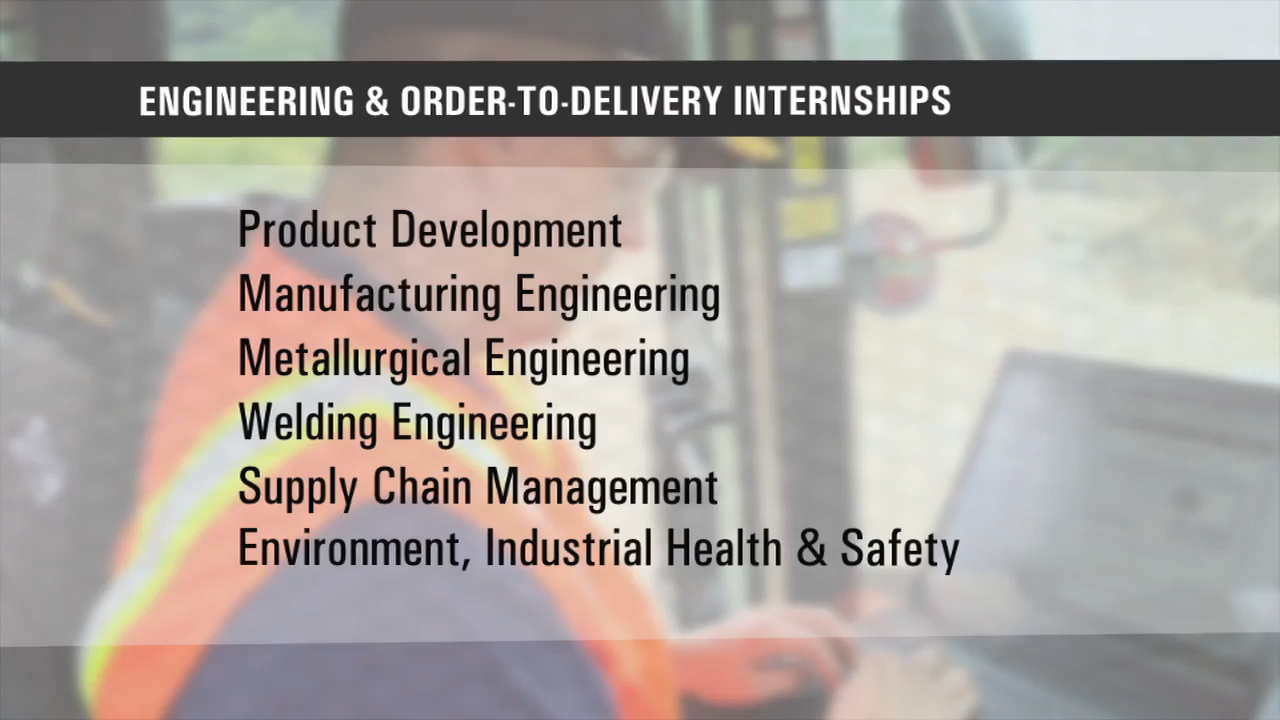 ENGINEERING & ORDER-TO-DELIVERY INTERNSHIPS
Product Development
Manufacturing Engineering
Metallurgical Engineering
Welding Engineering
Supply Chain Management
Environment, Industrial Health & Safety